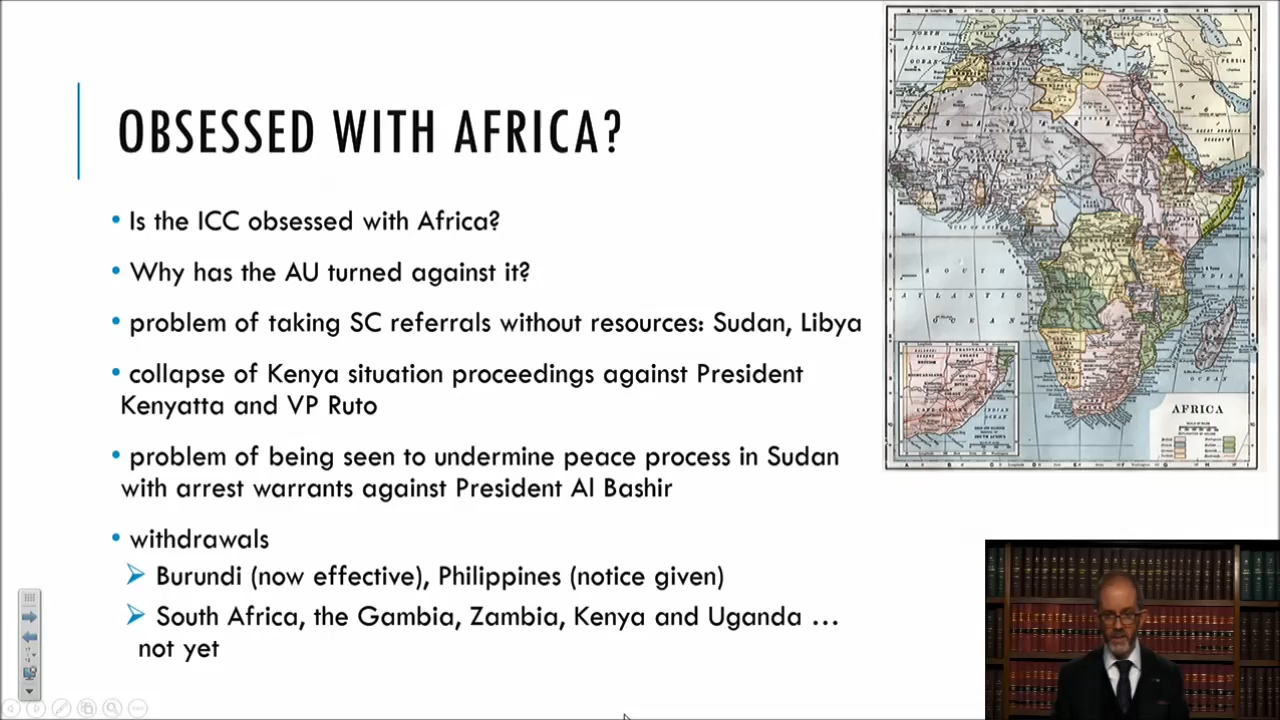 OBSESSED WITH AFRICA?
• Is the ICC obsessed with Africa?
• Why has the AU turned against it?
• problem of taking SC referrals without resources: Sudan, Libya
• collapse of Kenya situation proceedings against President
Kenyatta and VP Ruto
• problem of being seen to undermine peace process in Sudan
with arrest warrants against President Al Bashir
• withdrawals
➢ Burundi (now effective), Philippines (notice given)
➢ South Africa, the Gambia, Zambia, Kenya and Uganda …
not yet
AFRICA